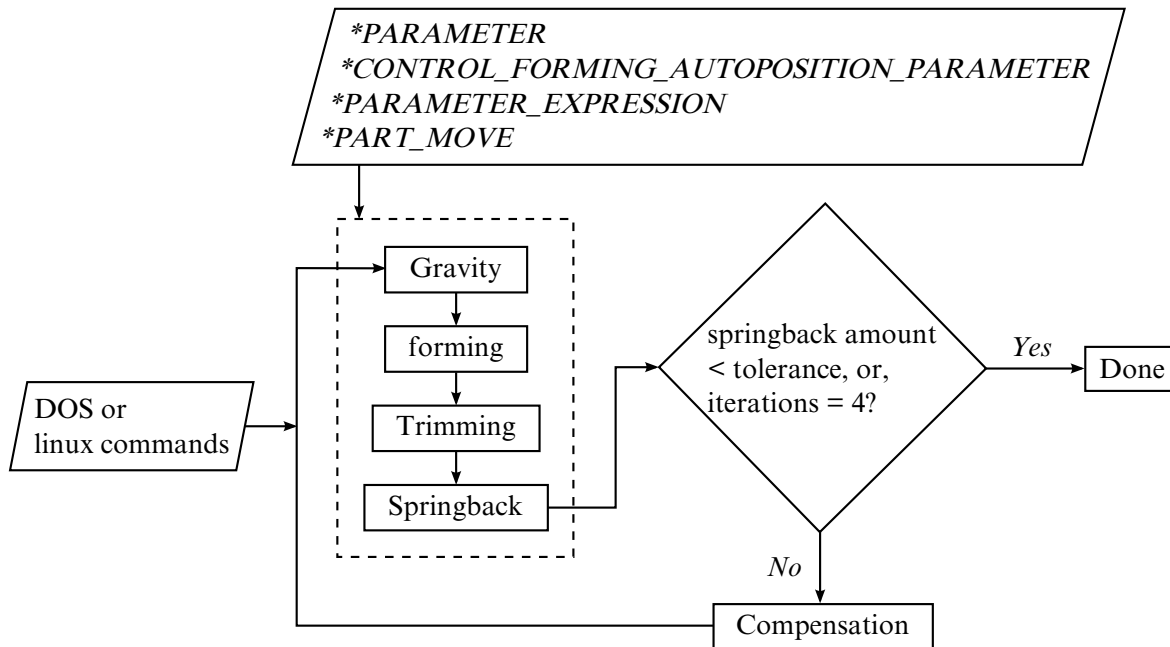 *PARAMETER
*CONTROL_FORMING_AUTOPOSITION_PARAMETER
*PARAMETER_EXPRESSION
*PART_MOVE
Gravity
forming
Trimming
Springback
DOS or
linux commands
springback amount
< tolerance, or,
iterations = 4?
Yes
Done
No
Compensation